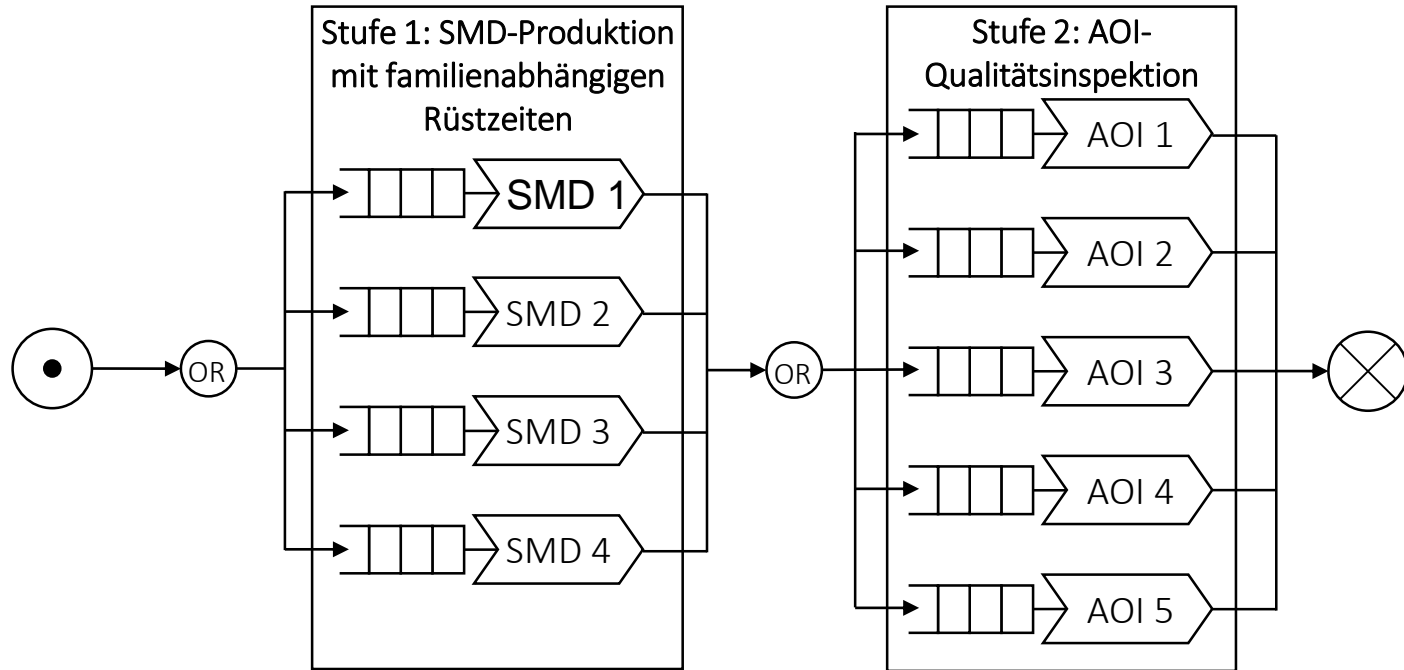 Stufe 1: SMD-Produktion
mit familienabhängigen
Rüstzeiten
SMD 1
SMD 2
SMD 3
SMD 4
OR
OR
Stufe 2: AOI-
Qualitätsinspektion
AOI 1
AOI 2
AOI 3
AOI 4
AOI 5